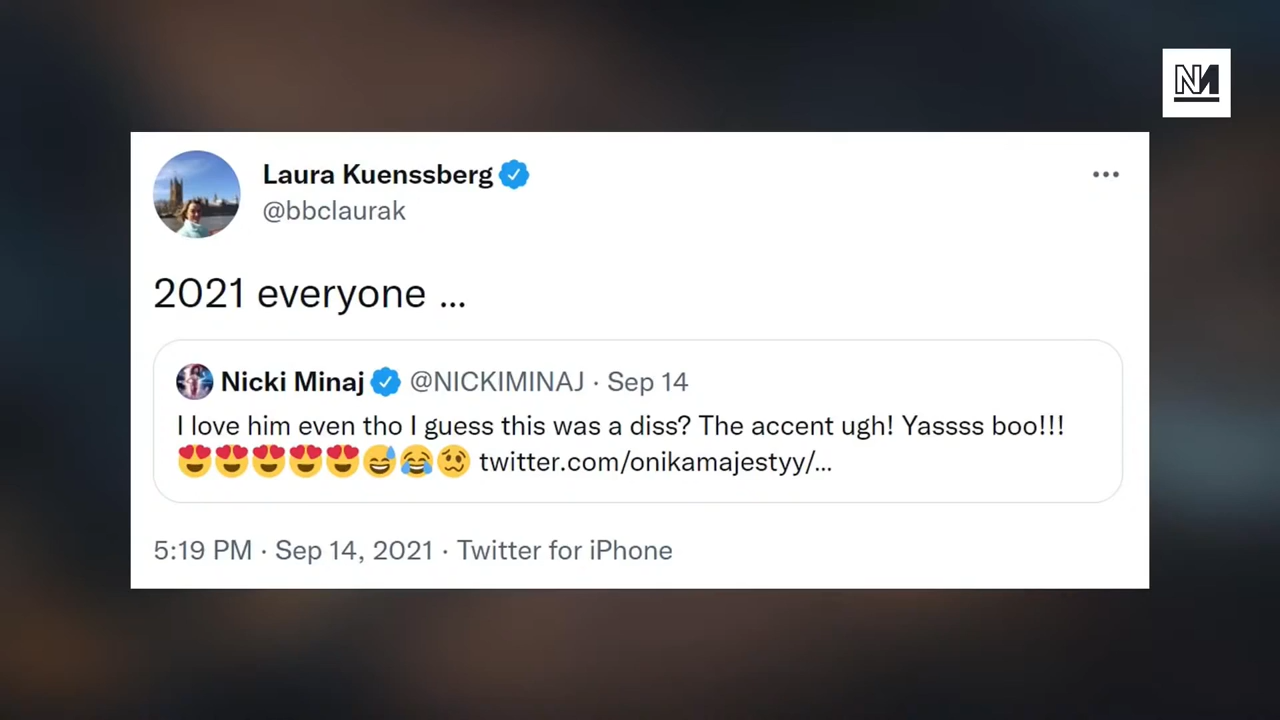 NM
Laura Kuenssberg
@bbclaurak
2021 everyone ...
Nicki Minaj @NICKIMINAJ · Sep 14
I love him even tho I guess this was a diss? The accent ugh! Yassss boo!!!
😍😍😍😍😍😅😂🥴 twitter.com/onikamajestyy/...
5:19 PM · Sep 14, 2021 · Twitter for iPhone